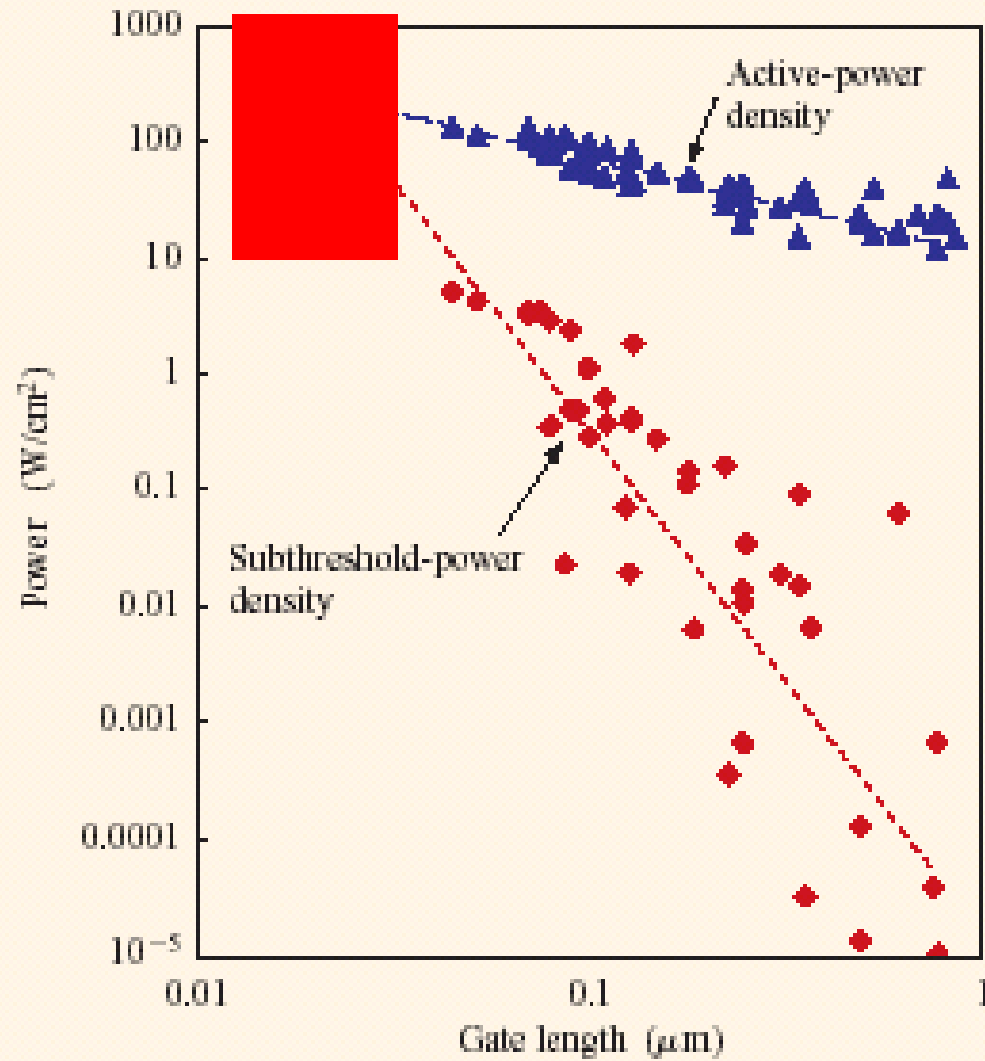 1000
100
10
1
0.1
0.01
0.001
0.0001
10⁻⁵
Power (W/cm²)
Active-power
density
Subthreshold-power
density
0.01
0.1
1
Gate length (μm)